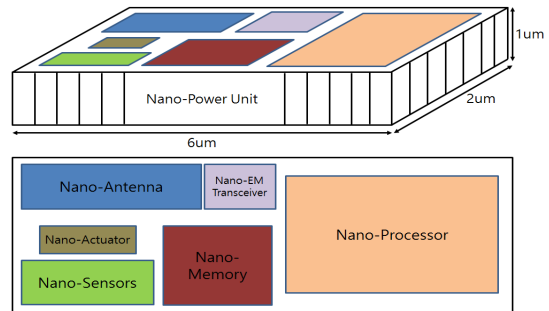 1um
Nano-Power Unit
2um
6um
Nano-Antenna
Nano-EM
Transceiver
Nano-Processor
Nano-Actuator
Nano-
Memory
Nano-Sensors